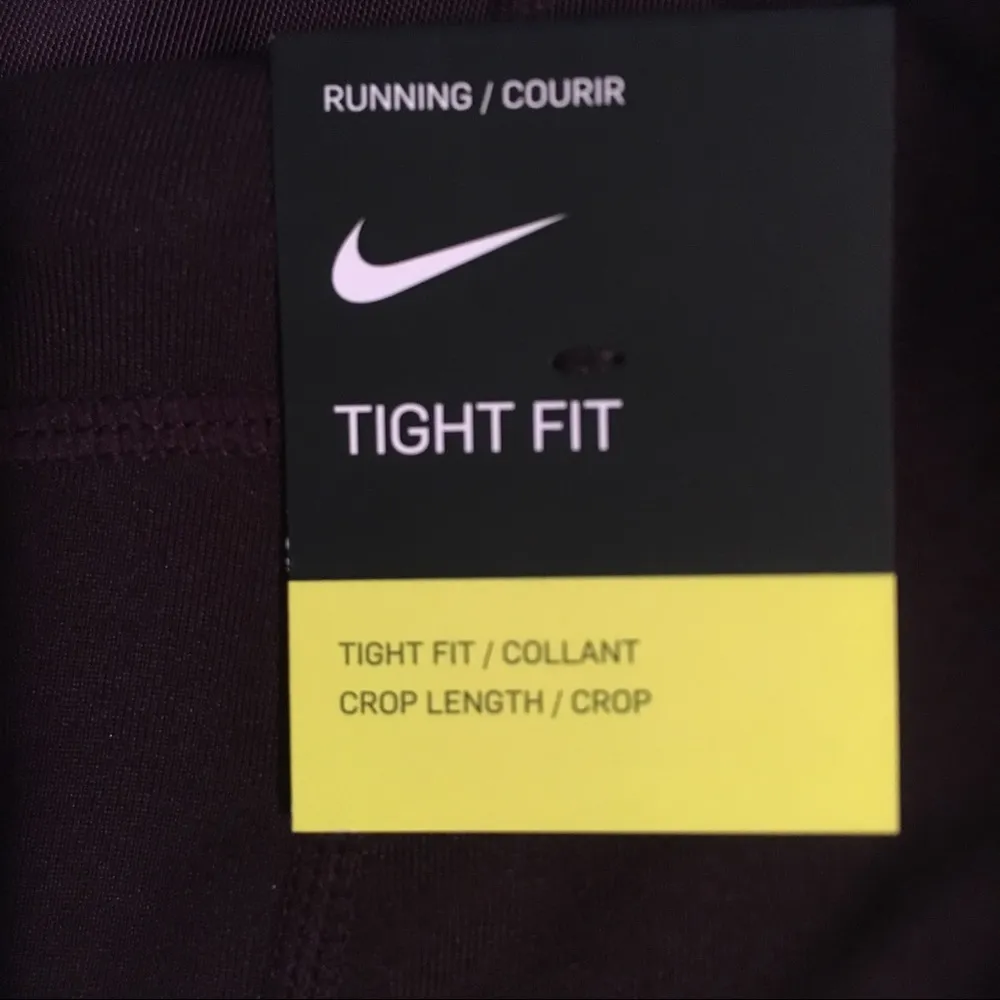 RUNNING / COURIR
TIGHT FIT
TIGHT FIT / COLLANT
CROP LENGTH / CROP